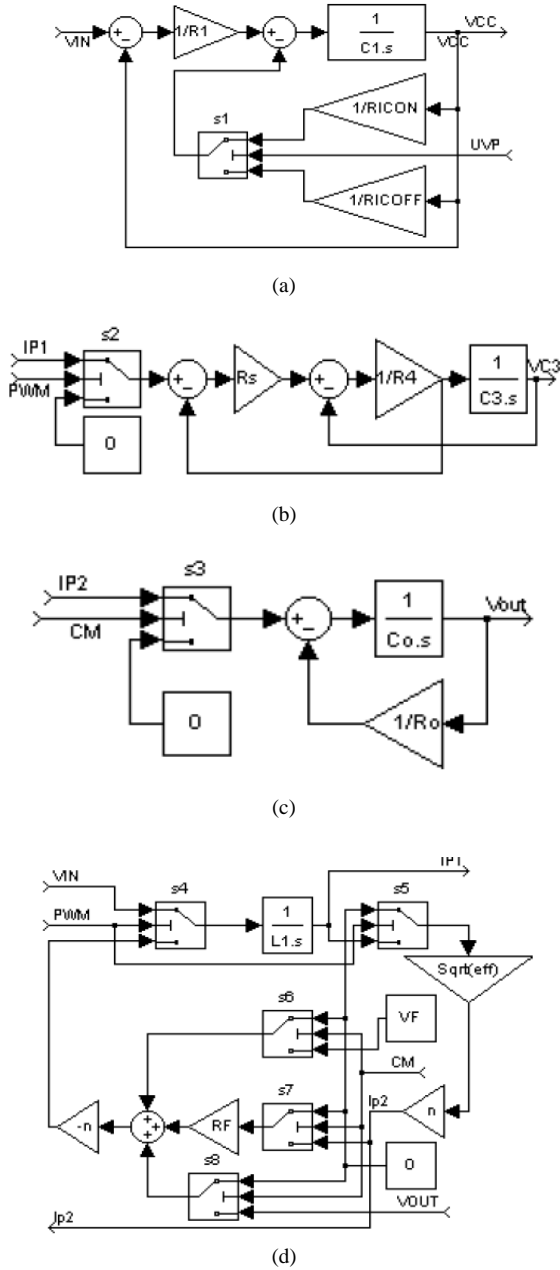 VIN
1/R1
1
C1.s
VCC
VCC
s1
1/RICON
UVP
1/RICOFF
(a)
IP1
PWM
s2
0
Rs
1/R4
1
C3.s
VC3
(b)
IP2
CM
s3
0
1
Co.s
Vout
1/Ro
(c)
VIN
PWM
s4
1
L1.s
IP1
s5
Sqrt(eff)
s6
VF
CM
s7
Ip2
n
-n
RF
s8
0
VOUT
Ip2
(d)